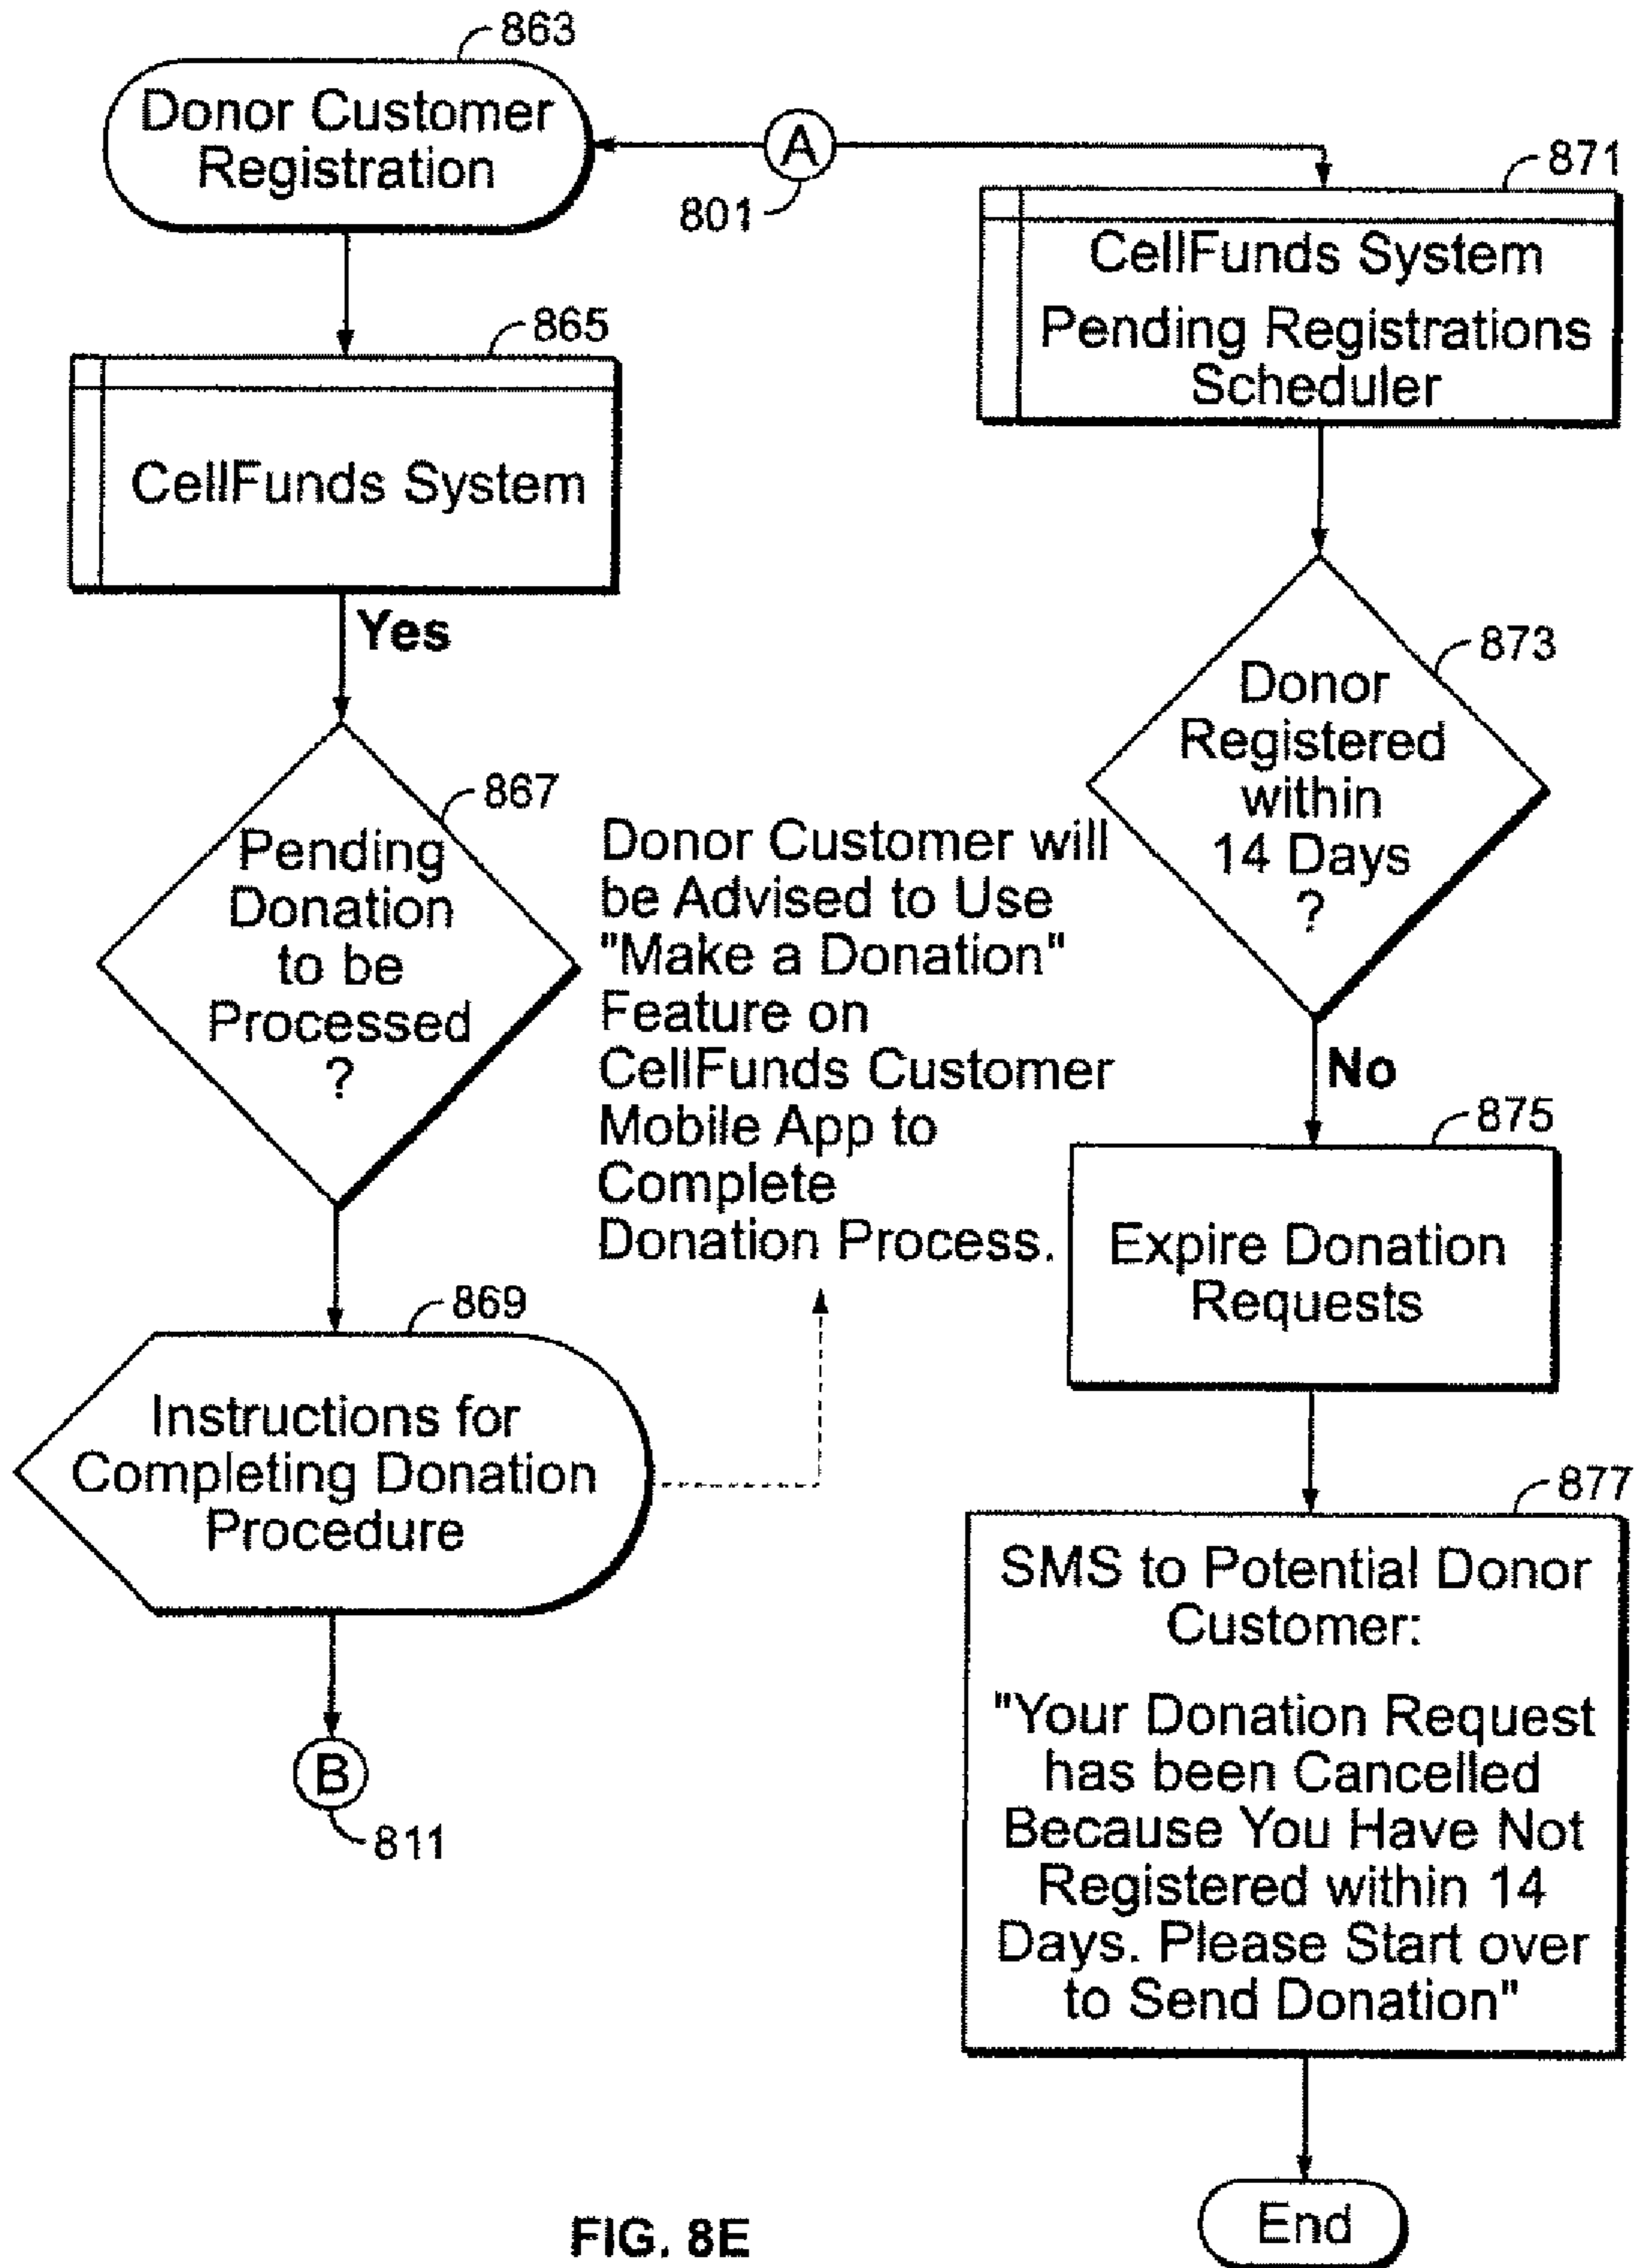 863
Donor Customer
Registration
A
801
871
CellFunds System
Pending Registrations
Scheduler
865
CellFunds System
Yes
873
Donor
Registered
within
14 Days
?
867
Pending
Donation
to be
Processed
?
Donor Customer will
be Advised to Use
"Make a Donation"
Feature on
CellFunds Customer
Mobile App to
Complete
Donation Process.
No
875
Expire Donation
Requests
869
Instructions for
Completing Donation
Procedure
B
811
877
SMS to Potential Donor
Customer:
"Your Donation Request
has been Cancelled
Because You Have Not
Registered within 14
Days. Please Start over
to Send Donation"
End
FIG. 8E